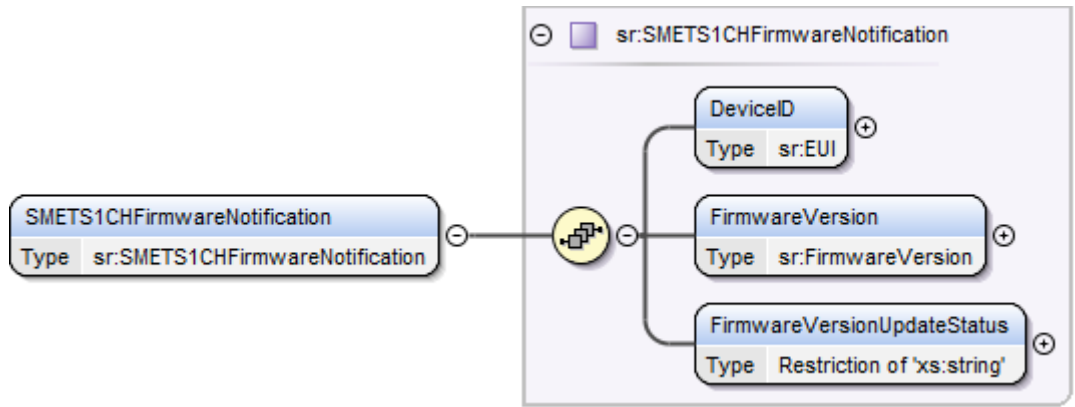 sr:SMETS1CHFirmwareNotification
DeviceID
Type sr:EUI
SMETS1CHFirmwareNotification
Type sr:SMETS1CHFirmwareNotification
FirmwareVersion
Type sr:FirmwareVersion
FirmwareVersionUpdateStatus
Type Restriction of 'xs:string'